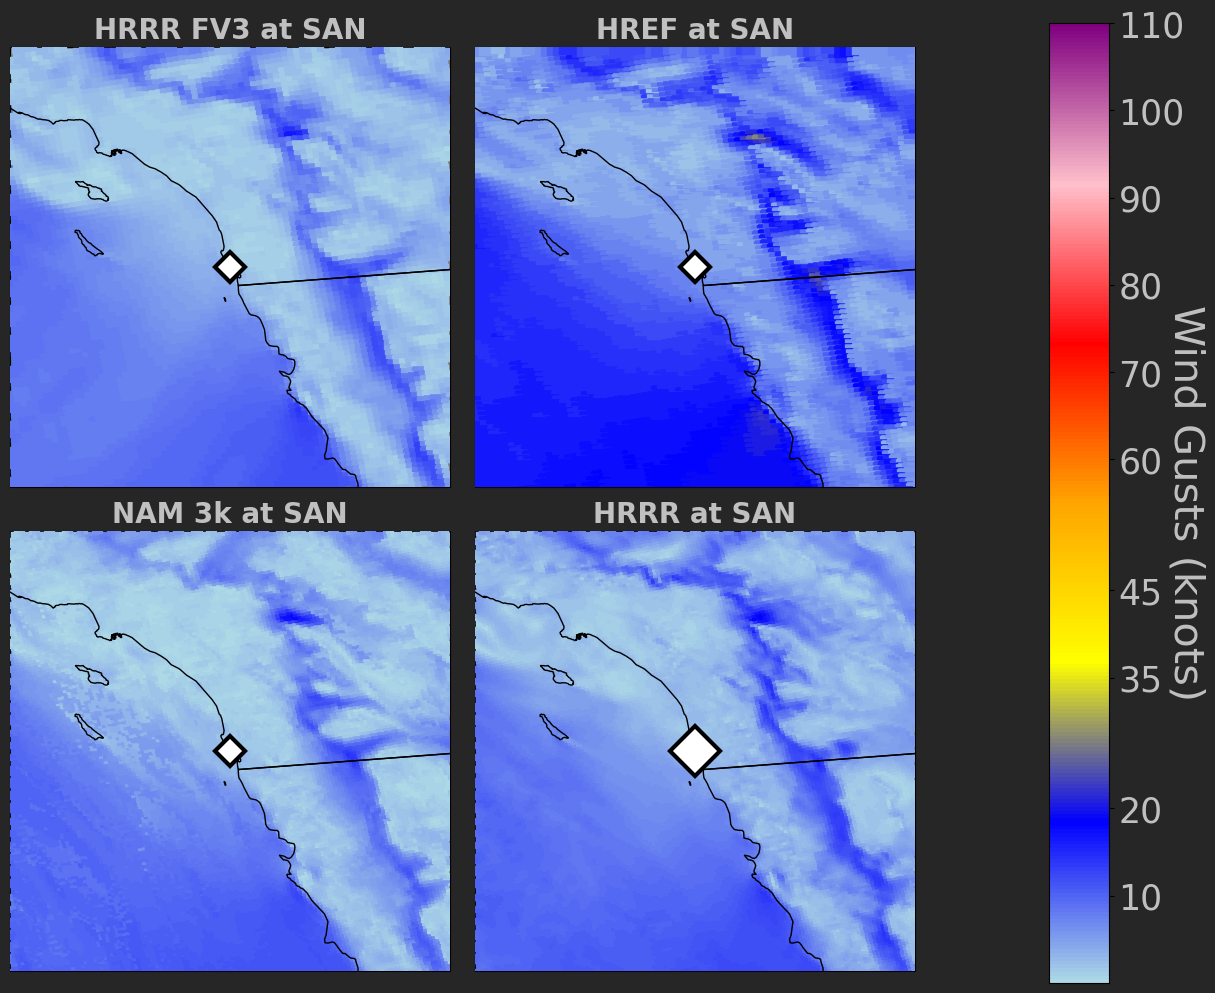 HRRR FV3 at SAN
HREF at SAN
NAM 3k at SAN
HRRR at SAN
110
100
90
80
70
60
45
35
20
10
Wind Gusts (knots)